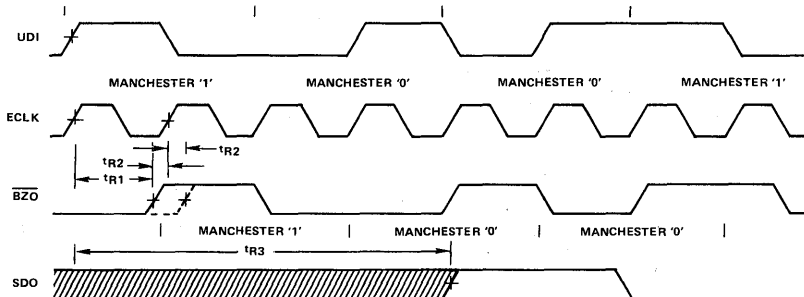 UDI
MANCHESTER '1' MANCHESTER '0' MANCHESTER '0' MANCHESTER '1'
ECLK
tR2
tR2
tR1
BZO
MANCHESTER '1' MANCHESTER '0' MANCHESTER '0'
tR3
SDO